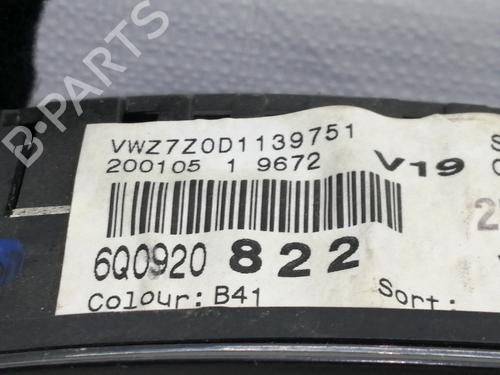 VWZ7Z0D1139751
200105 1 9672 V19
6Q0920 822
Colour: B41 Sort:
B-PARTS